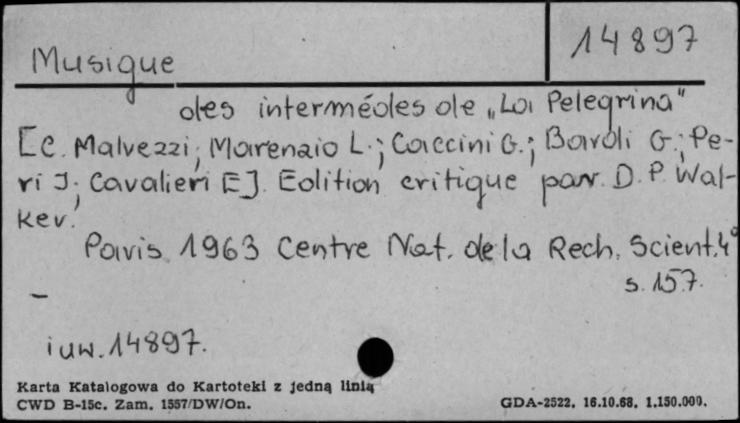 14897
Musique
des intermédes de „La Pelegrina"
[C. Malvezzi; Marenzio L.; Caccini G.; Bardi G.; Pe-
ri J.; Cavalieri E]. Edition critique par. D. P. Wal-
ker.
Paris 1963 Centre Nat. de la Rech. Scient. 4°
s. 157.
—
inw. 14897.
Karta Katalogowa do Kartoteki z jedną linią
CWD B-15c. Zam. 1557/DW/On.
GDA-2522. 16.10.68. 1.150.000.